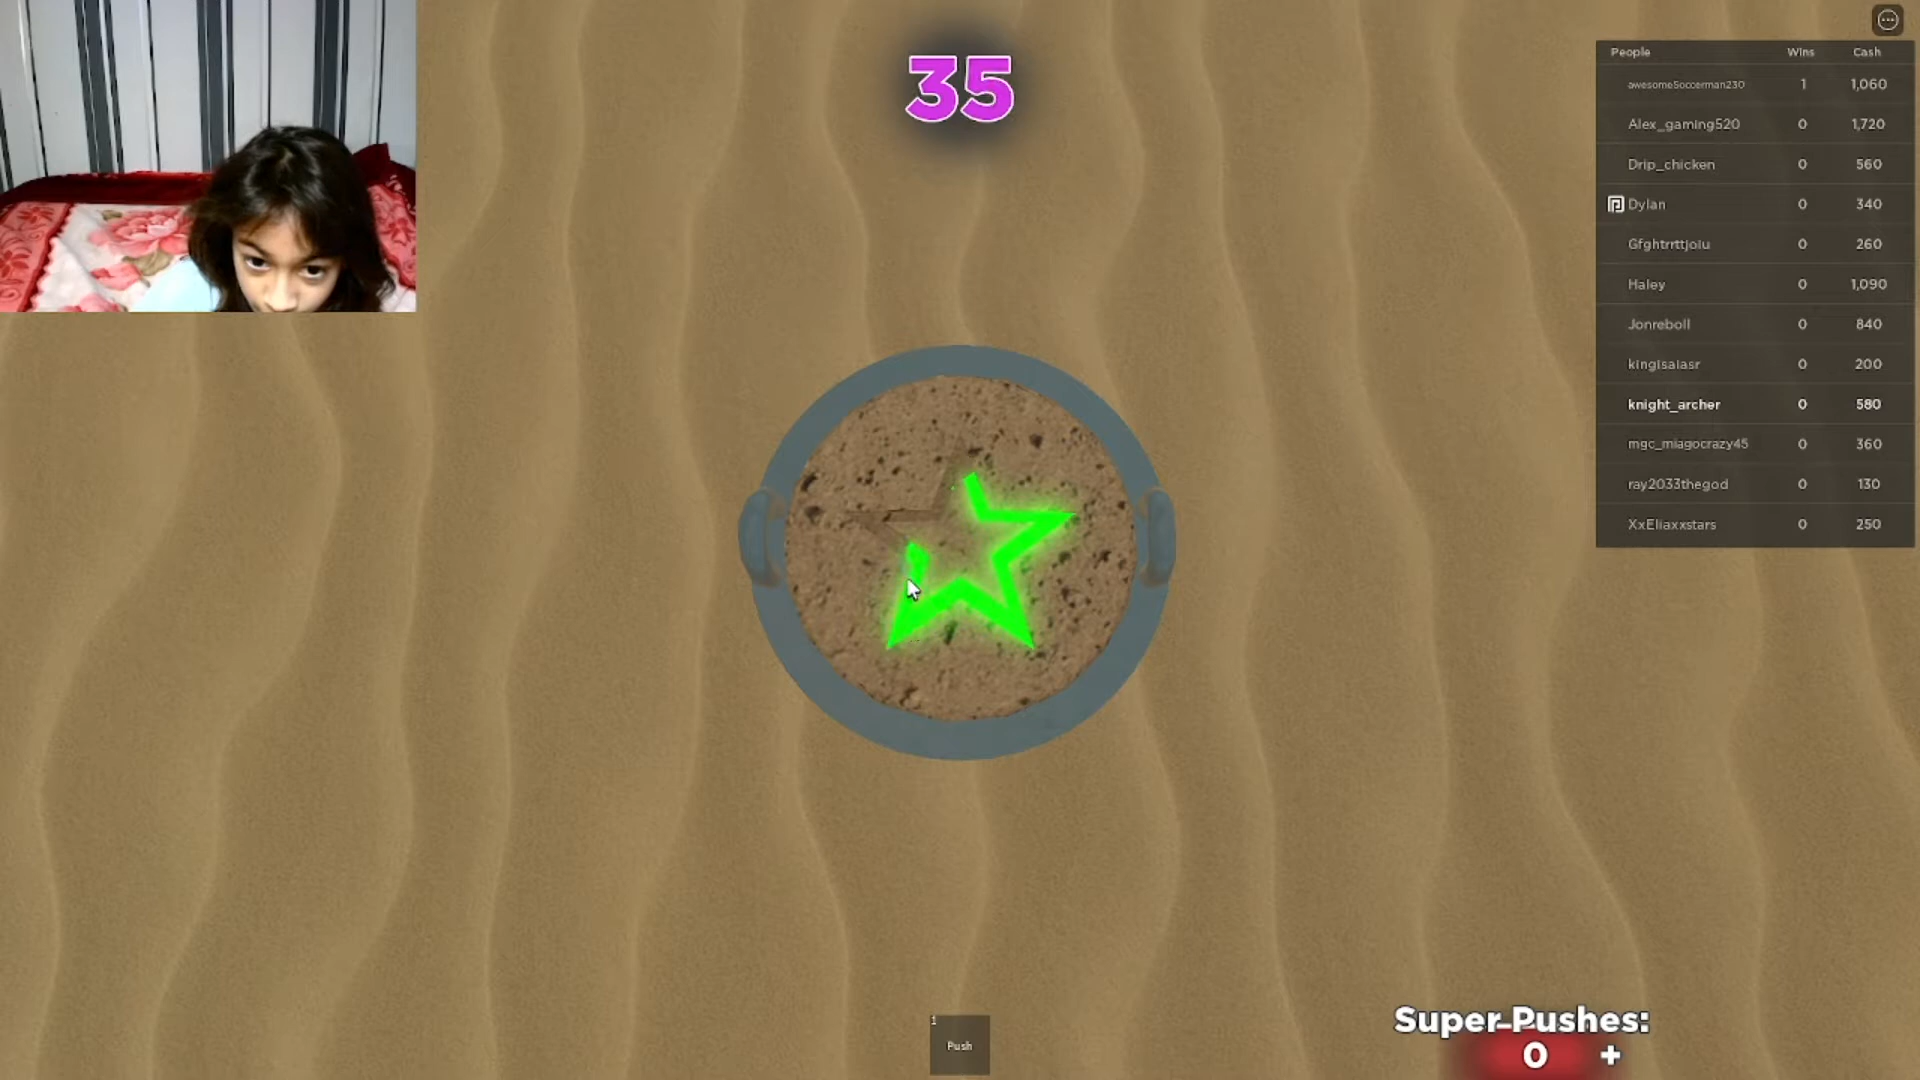 35
People Wins Cash
awesome5occerman230 1 1,060
Alex_gaming520 0 1,720
Drip_chicken 0 560
Dylan 0 340
Gfghtrrttjoiu 0 260
Haley 0 1,090
Jonreboll 0 840
kingisaiasr 0 200
knight_archer 0 580
mgc_miagocrazy45 0 360
ray2033thegod 0 130
XxEliaxxstars 0 250
1
Push
Super Pushes:
0 +